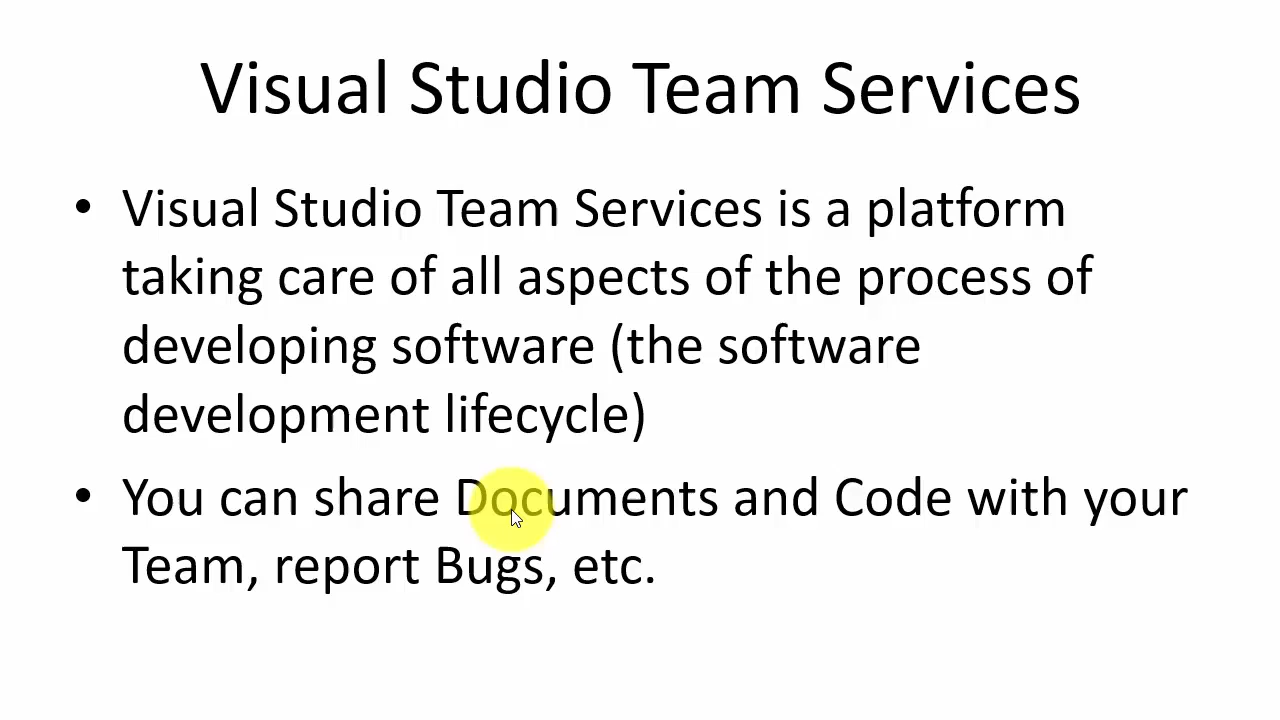 Visual Studio Team Services
• Visual Studio Team Services is a platform
taking care of all aspects of the process of
developing software (the software
development lifecycle)
• You can share Documents and Code with your
Team, report Bugs, etc.